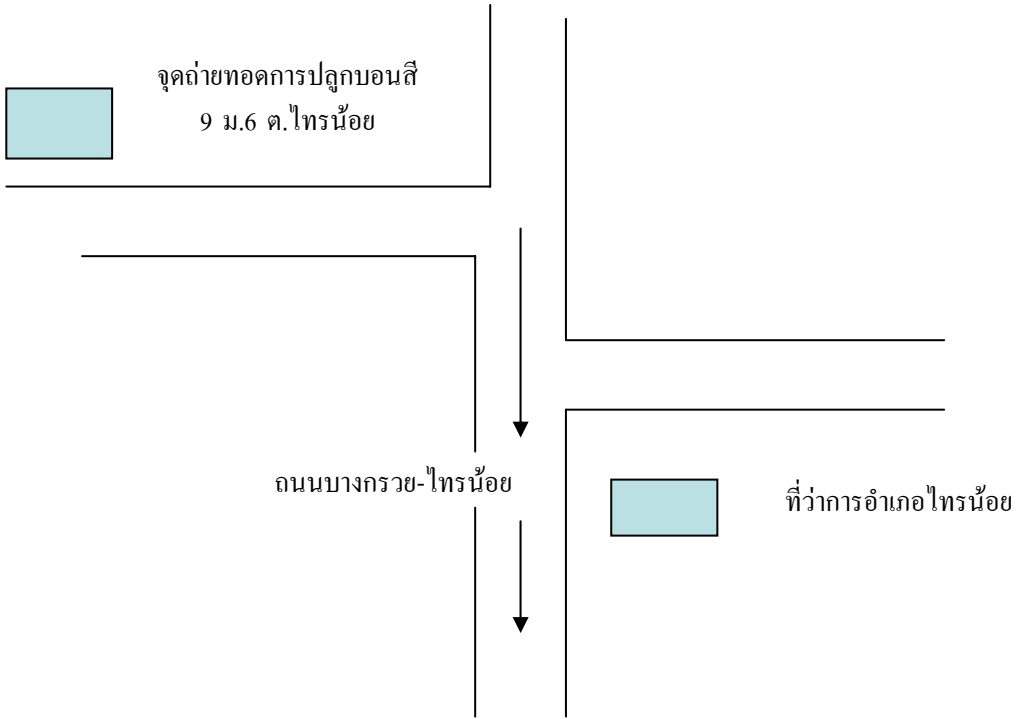 จุดถ่ายทอดการปลูกบอนสี
9 ม.6 ต.ไทรน้อย
ถนนบางกรวย-ไทรน้อย
ที่ว่าการอำเภอไทรน้อย